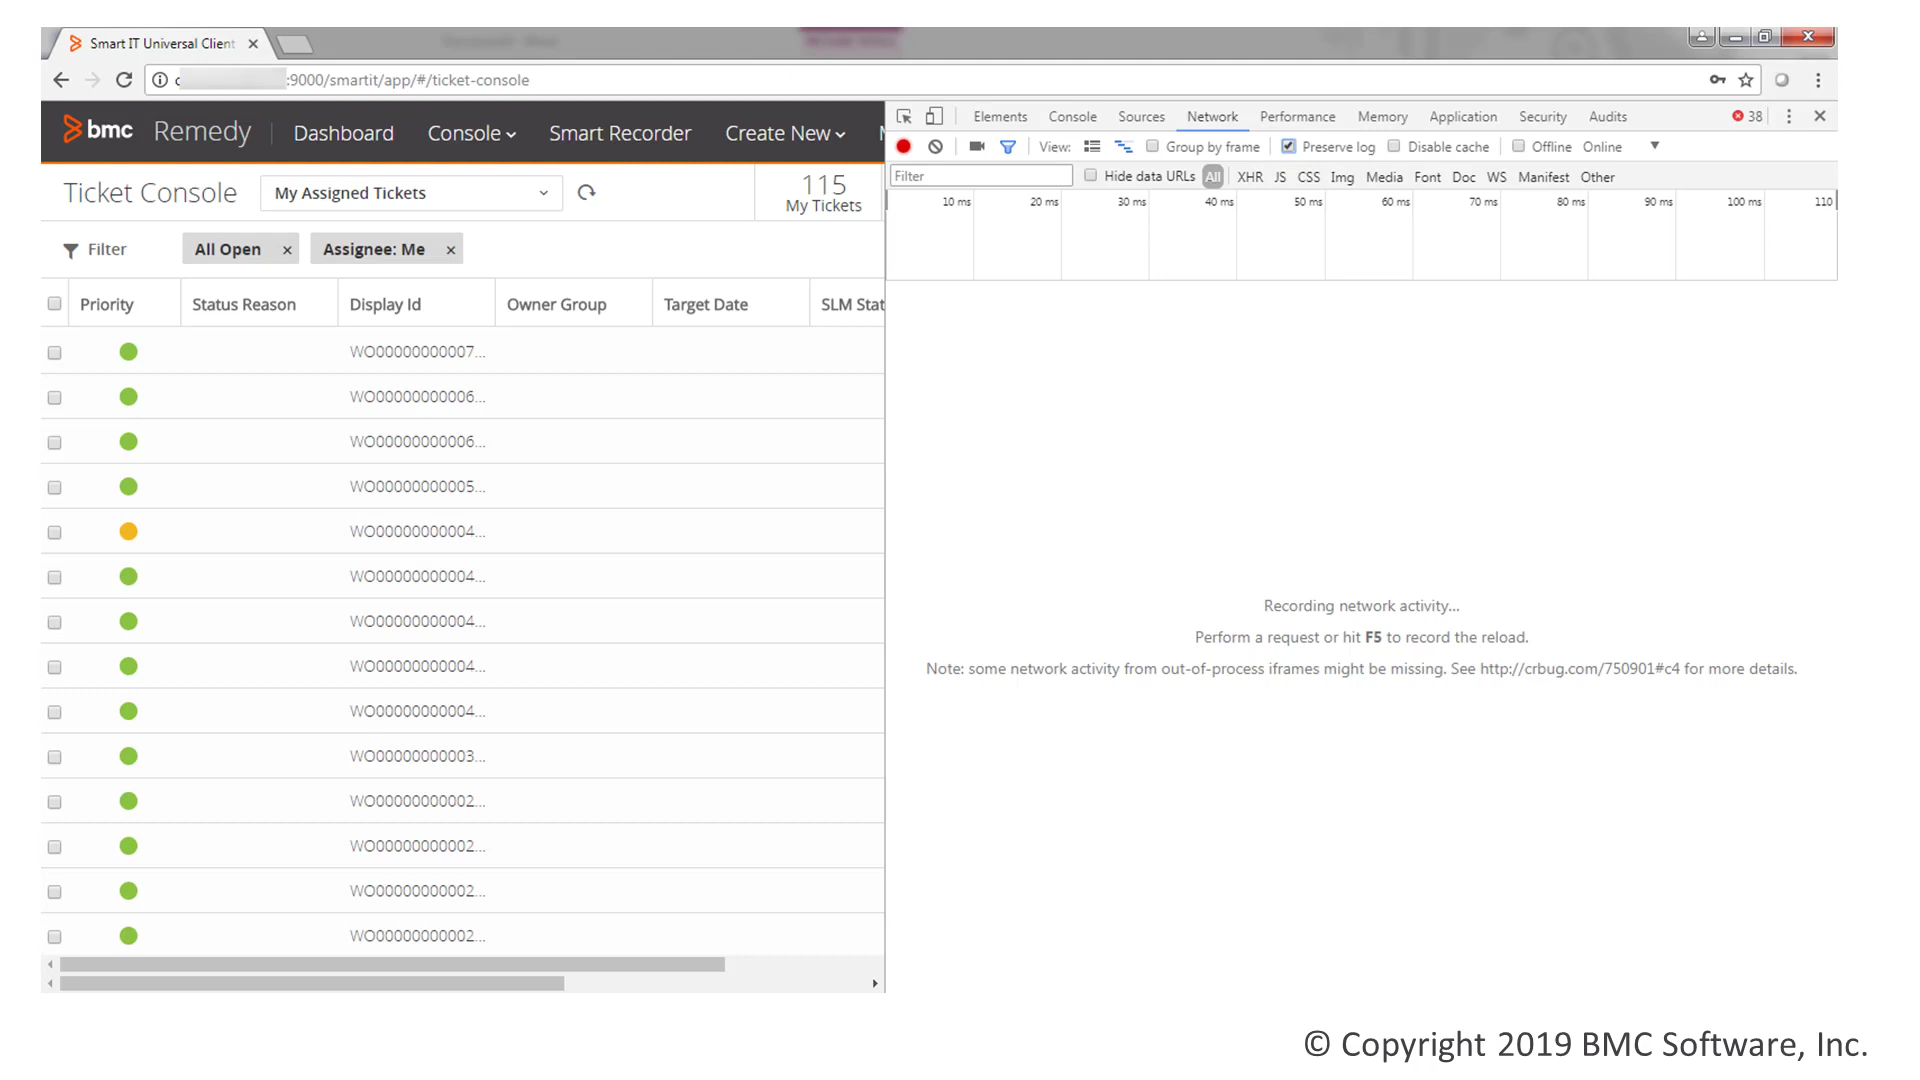 Smart IT Universal Client
:9000/smartit/app/#/ticket-console
bmc Remedy Dashboard Console Smart Recorder Create New
Ticket Console My Assigned Tickets 115
My Tickets
Filter All Open × Assignee: Me ×
Priority Status Reason Display Id Owner Group Target Date SLM Stat
WO00000000007...
WO00000000006...
WO00000000006...
WO00000000005...
WO00000000004...
WO00000000004...
WO00000000004...
WO00000000004...
WO00000000004...
WO00000000003...
WO00000000002...
WO00000000002...
WO00000000002...
WO00000000002...
Elements Console Sources Network Performance Memory Application Security Audits 38
View: Group by frame Preserve log Disable cache Offline Online
Filter Hide data URLs All XHR JS CSS Img Media Font Doc WS Manifest Other
10 ms 20 ms 30 ms 40 ms 50 ms 60 ms 70 ms 80 ms 90 ms 100 ms 110
Recording network activity...
Perform a request or hit F5 to record the reload.
Note: some network activity from out-of-process iframes might be missing. See http://crbug.com/750901#c4 for more details.
© Copyright 2019 BMC Software, Inc.